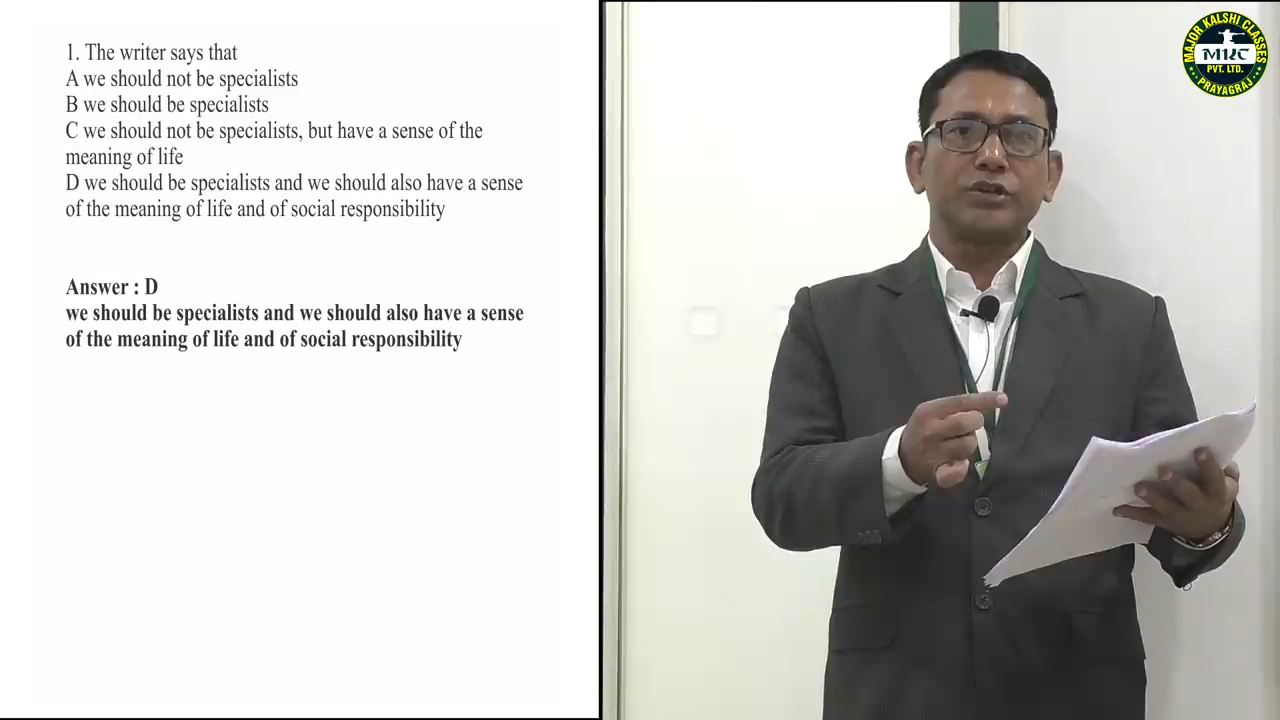 1. The writer says that
A we should not be specialists
B we should be specialists
C we should not be specialists, but have a sense of the
meaning of life
D we should be specialists and we should also have a sense
of the meaning of life and of social responsibility
Answer : D
we should be specialists and we should also have a sense
of the meaning of life and of social responsibility
MAJOR KALSHI CLASSES
MKC
PVT. LTD.
PRAYAGRAJ